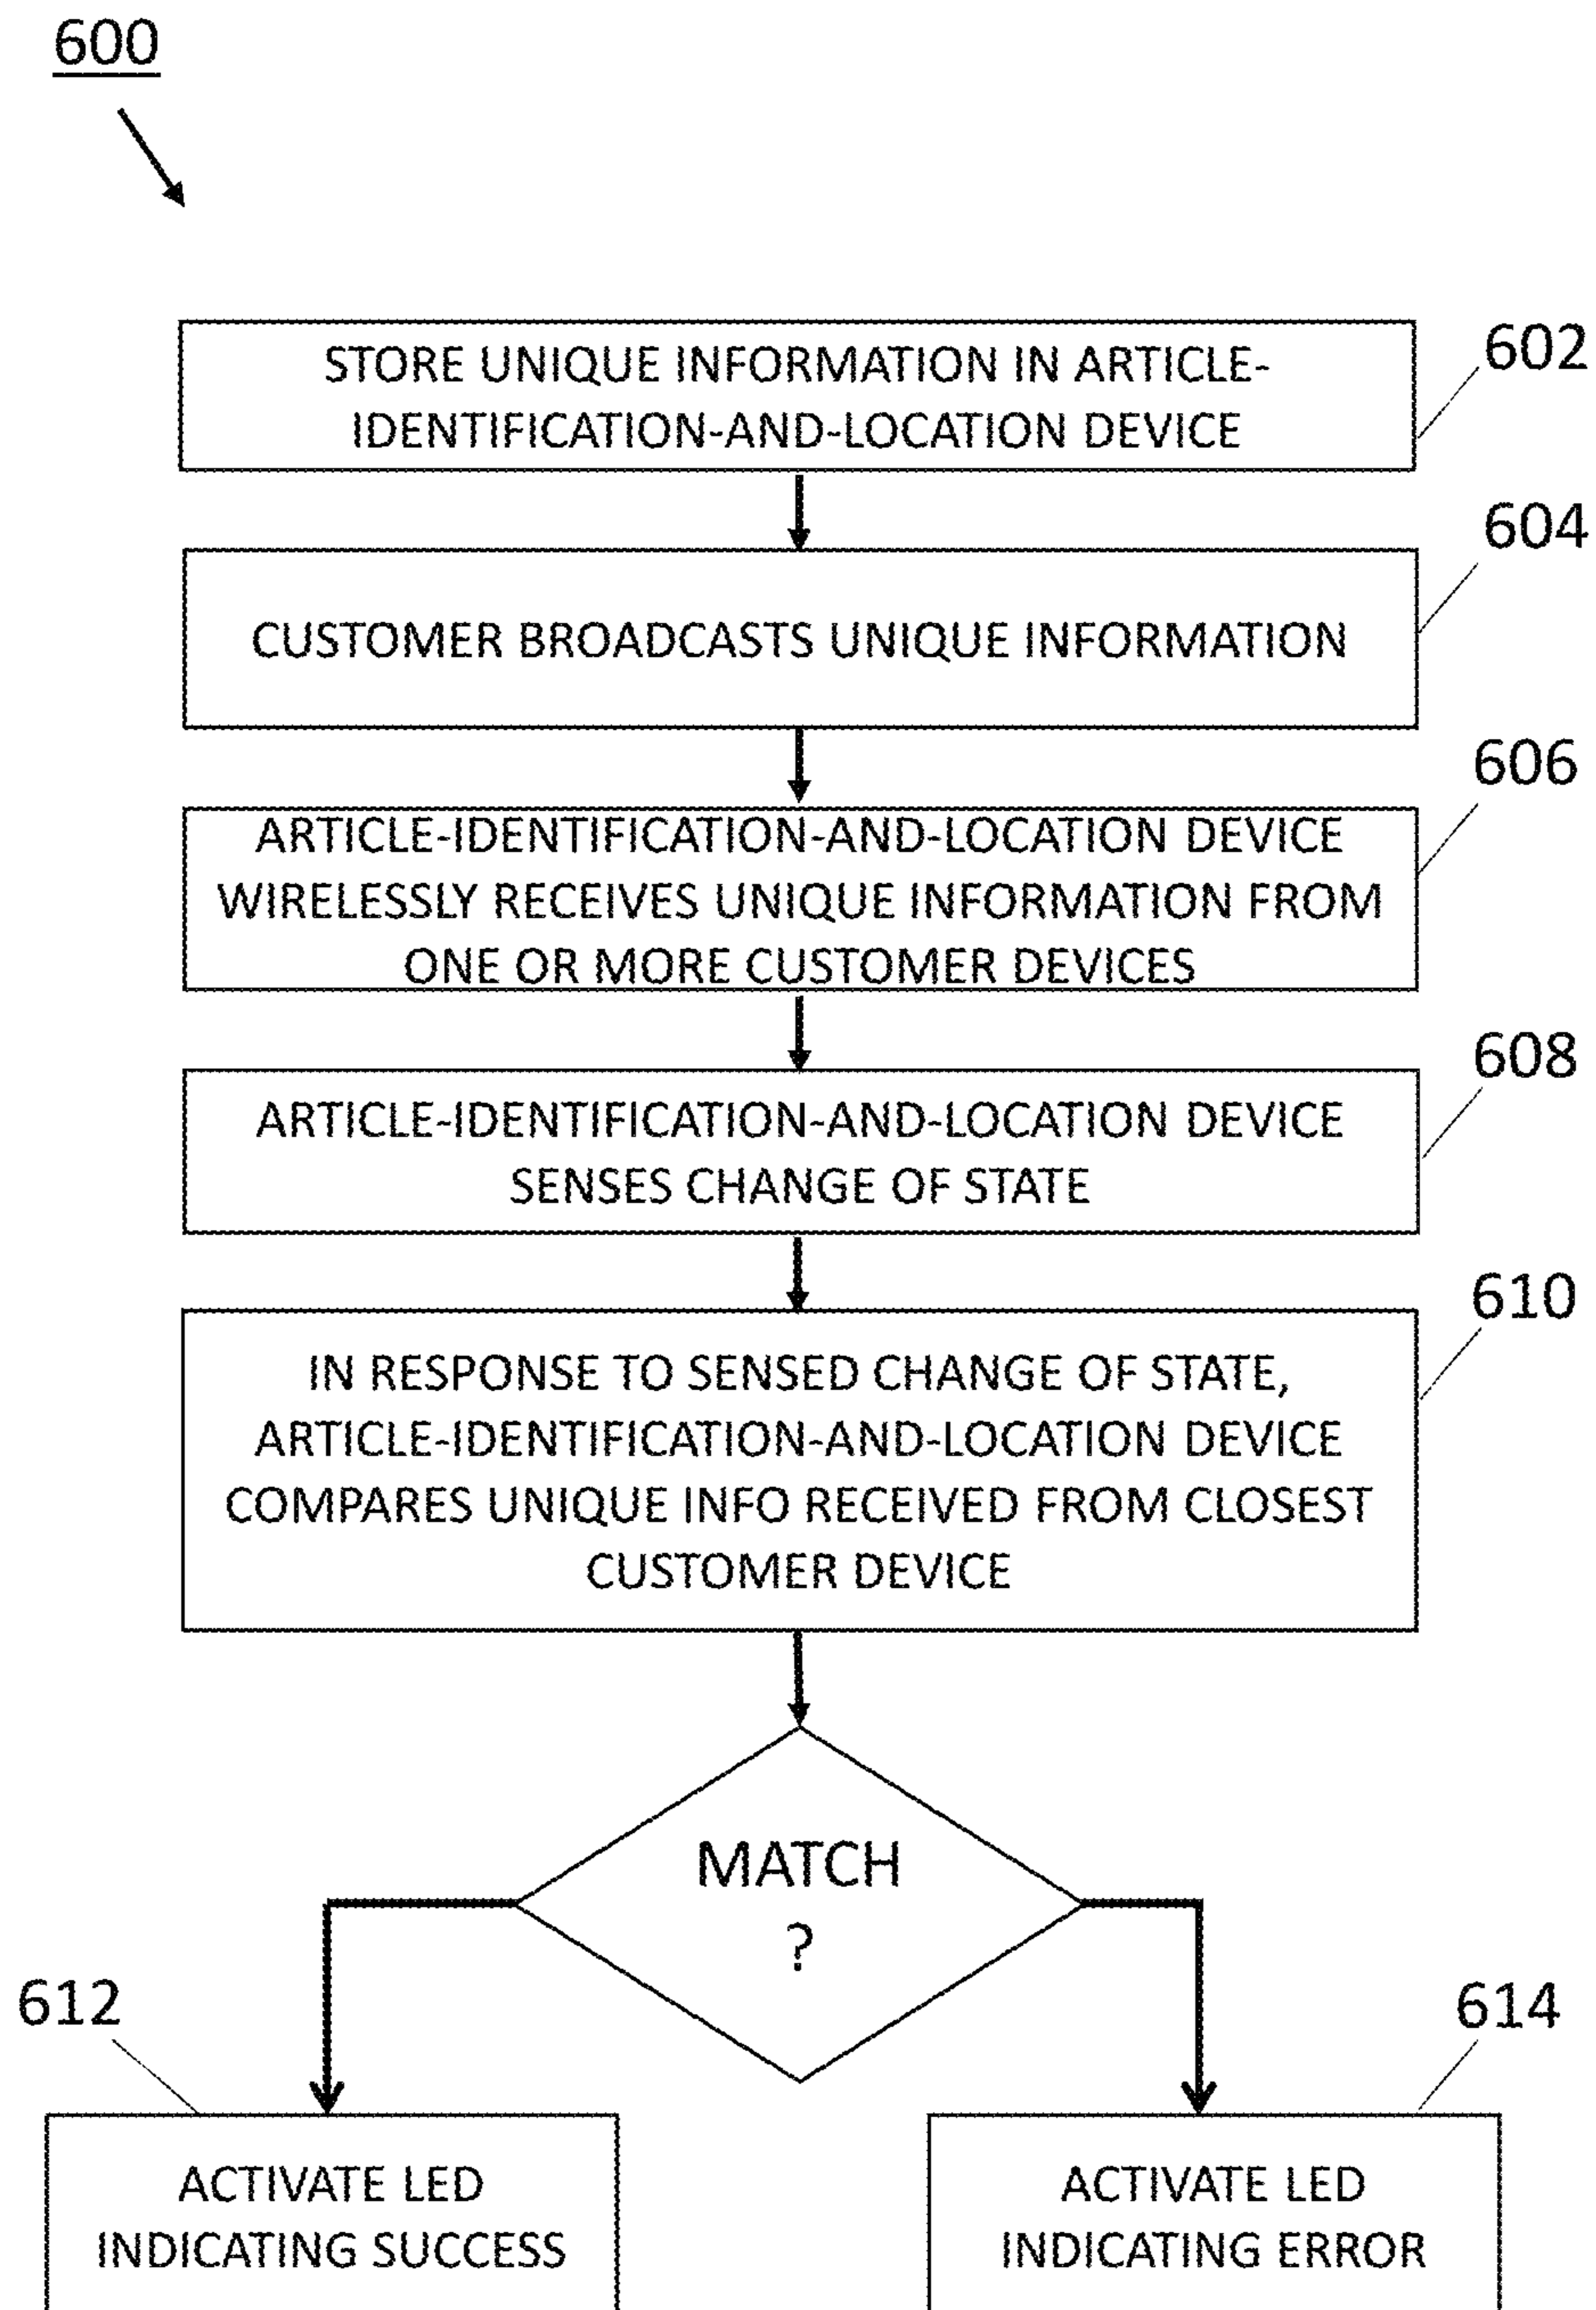 600
STORE UNIQUE INFORMATION IN ARTICLE-
IDENTIFICATION-AND-LOCATION DEVICE
602
604
CUSTOMER BROADCASTS UNIQUE INFORMATION
606
ARTICLE-IDENTIFICATION-AND-LOCATION DEVICE
WIRELESSLY RECEIVES UNIQUE INFORMATION FROM
ONE OR MORE CUSTOMER DEVICES
608
ARTICLE-IDENTIFICATION-AND-LOCATION DEVICE
SENSES CHANGE OF STATE
610
IN RESPONSE TO SENSED CHANGE OF STATE,
ARTICLE-IDENTIFICATION-AND-LOCATION DEVICE
COMPARES UNIQUE INFO RECEIVED FROM CLOSEST
CUSTOMER DEVICE
MATCH
?
612
614
ACTIVATE LED
INDICATING SUCCESS
ACTIVATE LED
INDICATING ERROR